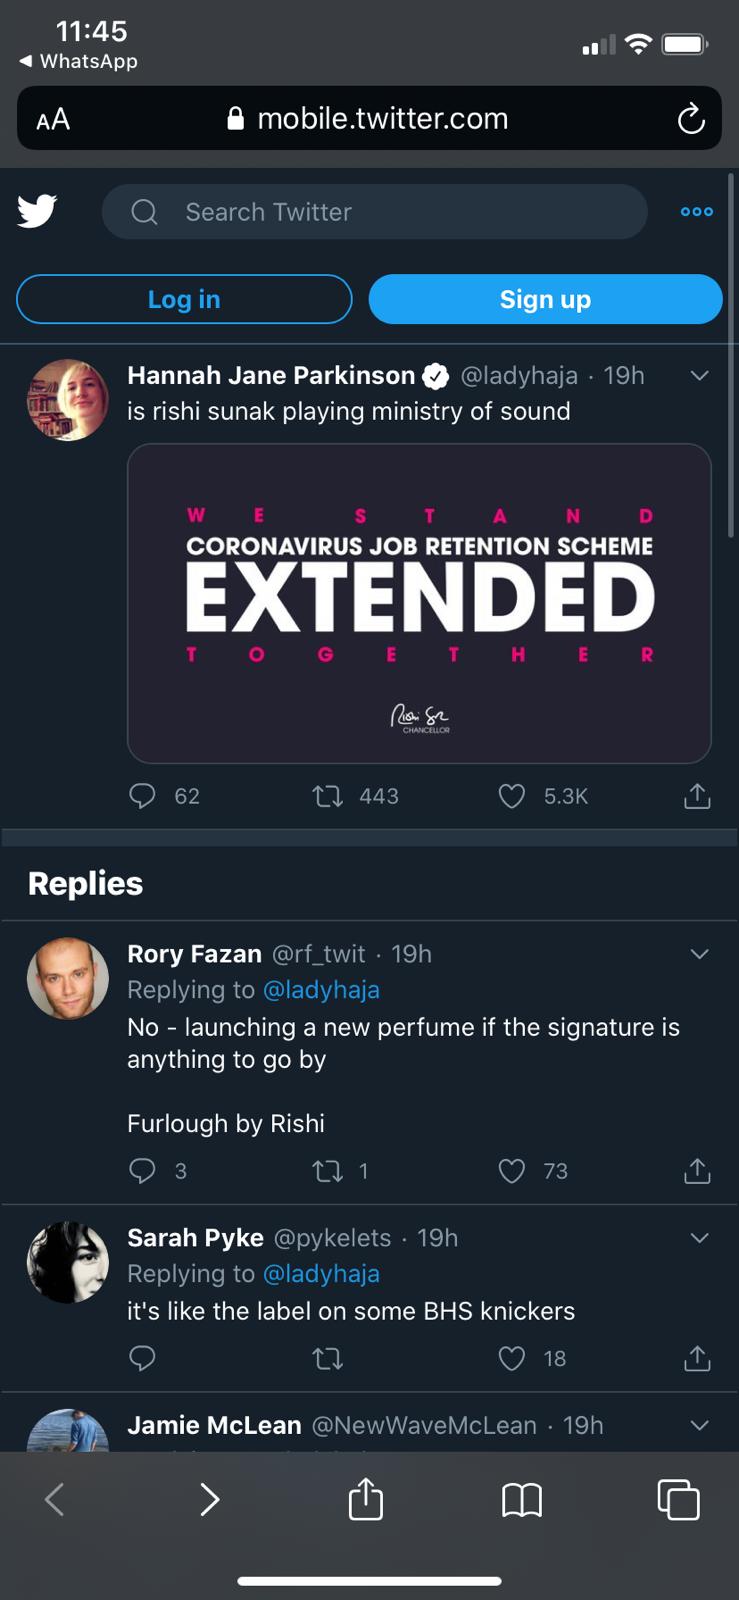 11:45
◀ WhatsApp
AA mobile.twitter.com
Search Twitter
Log in Sign up
Hannah Jane Parkinson @ladyhaja · 19h
is rishi sunak playing ministry of sound
WE STAND
CORONAVIRUS JOB RETENTION SCHEME
EXTENDED
TOGETHER
CHANCELLOR
62 443 5.3K
Replies
Rory Fazan @rf_twit · 19h
Replying to @ladyhaja
No - launching a new perfume if the signature is
anything to go by
Furlough by Rishi
3 1 73
Sarah Pyke @pykelets · 19h
Replying to @ladyhaja
it's like the label on some BHS knickers
18
Jamie McLean @NewWaveMcLean · 19h